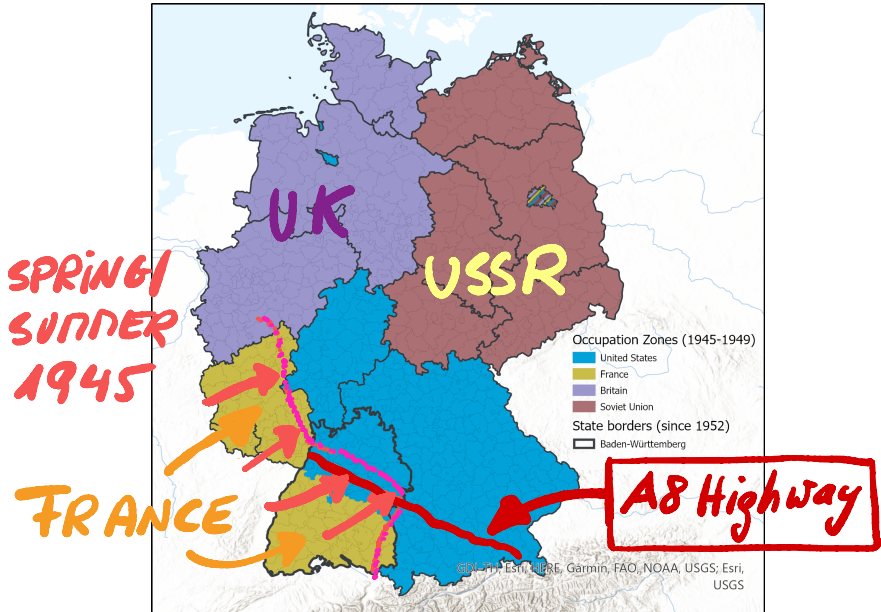 UK
USSR
SPRING/
SUMMER
1945
Occupation Zones (1945-1949)
United States
France
Britain
Soviet Union
State borders (since 1952)
Baden-Württemberg
A8 Highway
FRANCE
Esri, HERE, Garmin, FAO, NOAA, USGS; Esri,
USGS